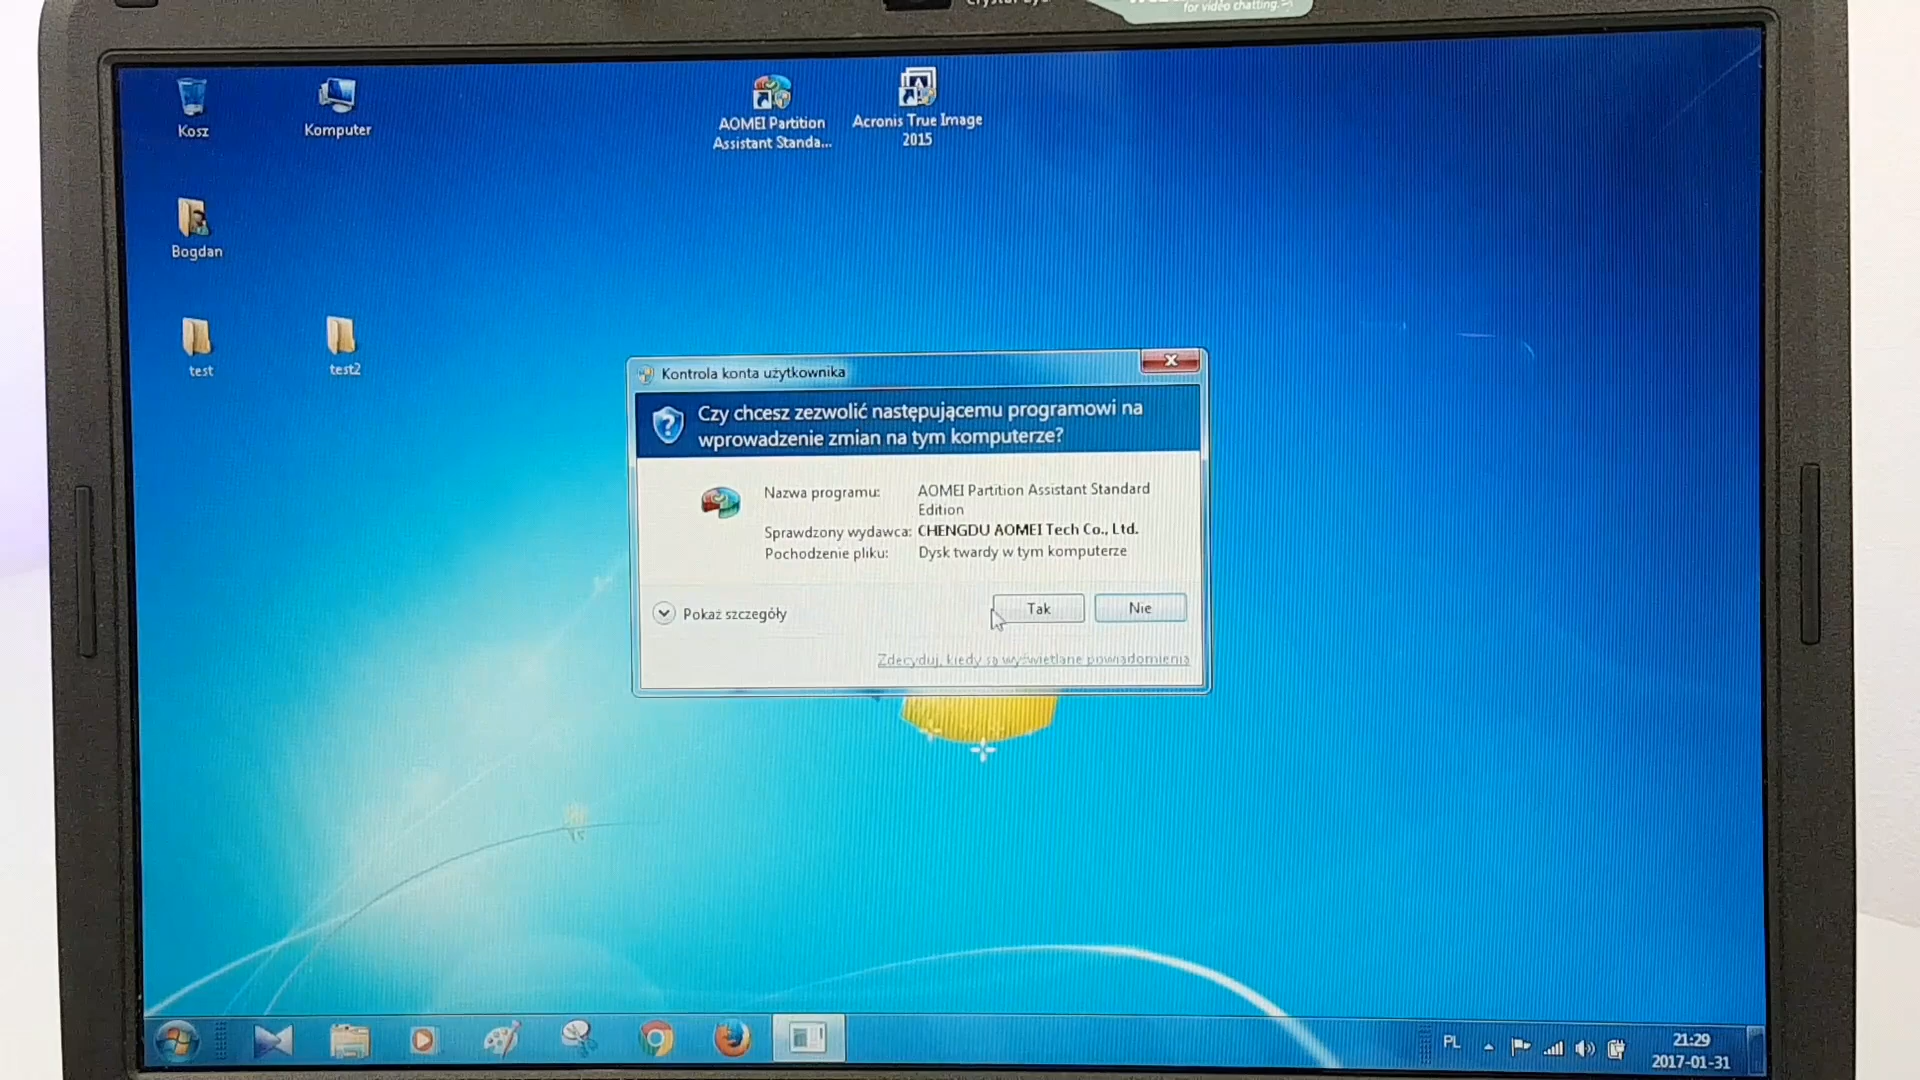 for video chatting.
Kosz
Komputer
AOMEI Partition
Assistant Standa...
Acronis True Image
2015
Bogdan
test
test2
Kontrola konta użytkownika
Czy chcesz zezwolić następującemu programowi na
wprowadzenie zmian na tym komputerze?
Nazwa programu: AOMEI Partition Assistant Standard
Edition
Sprawdzony wydawca: CHENGDU AOMEI Tech Co., Ltd.
Pochodzenie pliku: Dysk twardy w tym komputerze
Pokaż szczegóły
Tak
Nie
Zdecyduj, kiedy są wyświetlane powiadomienia
PL
21:29
2017-01-31